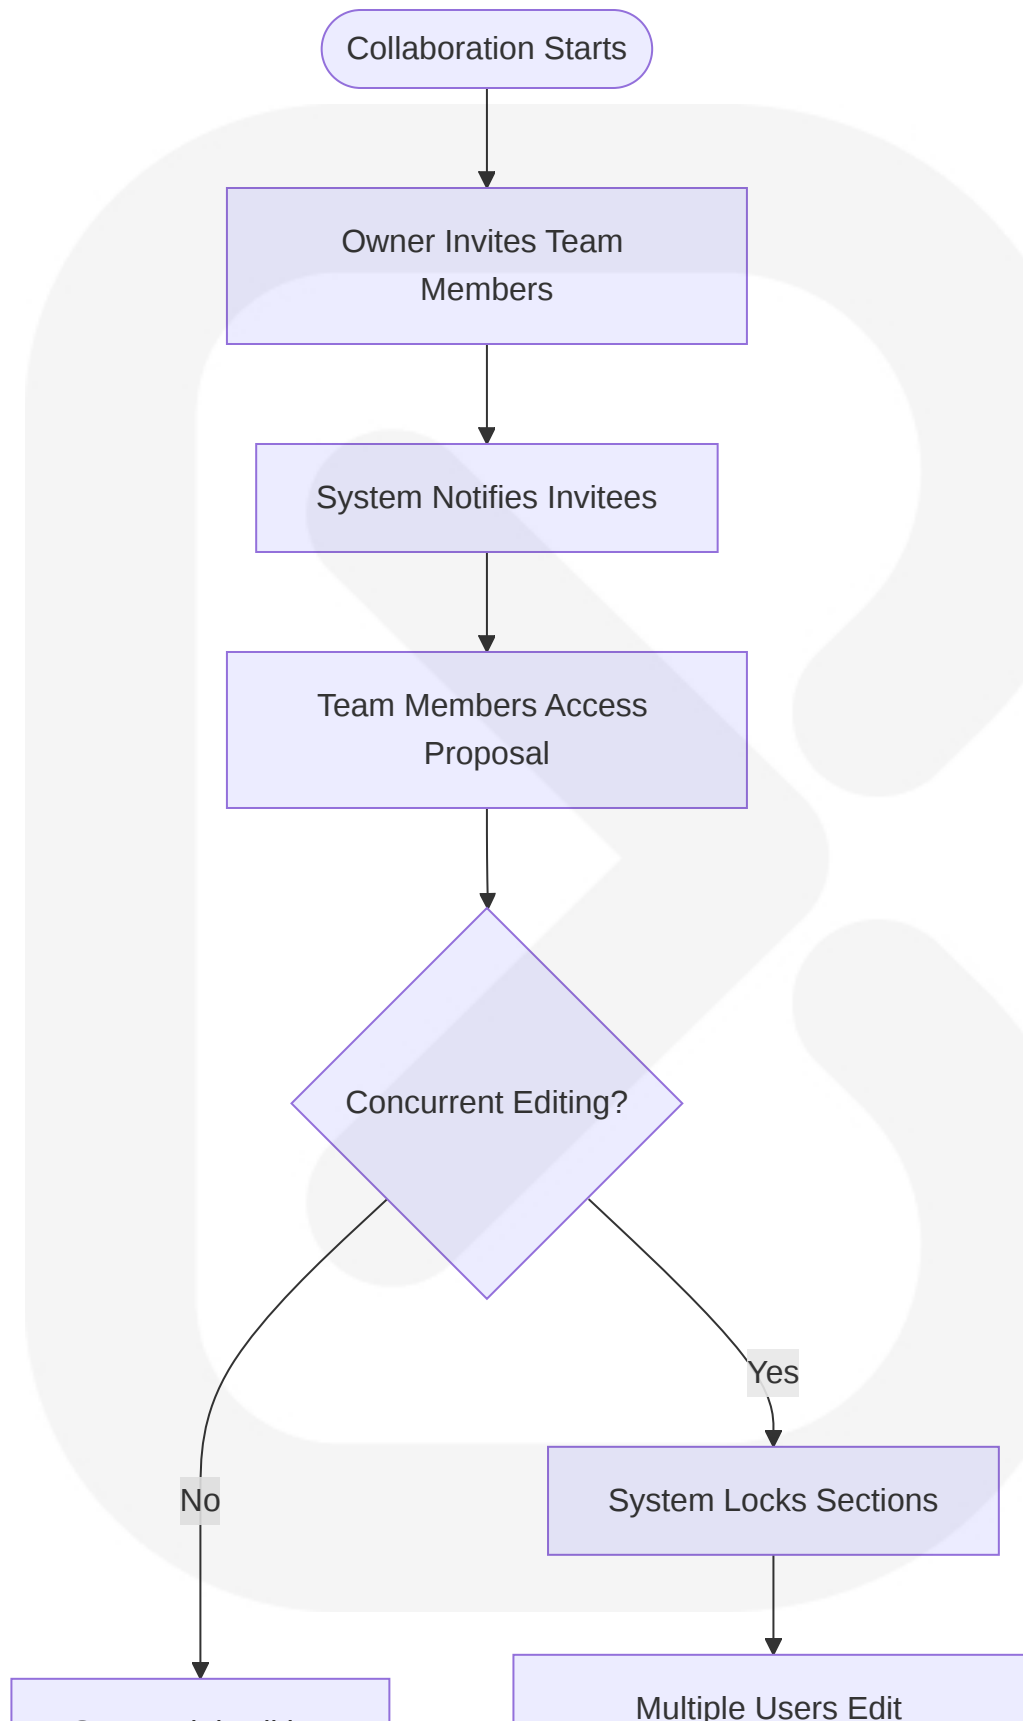 Collaboration Starts
Owner Invites Team
Members
System Notifies Invitees
Team Members Access
Proposal
Concurrent Editing?
Yes
No
System Locks Sections
Multiple Users Edit